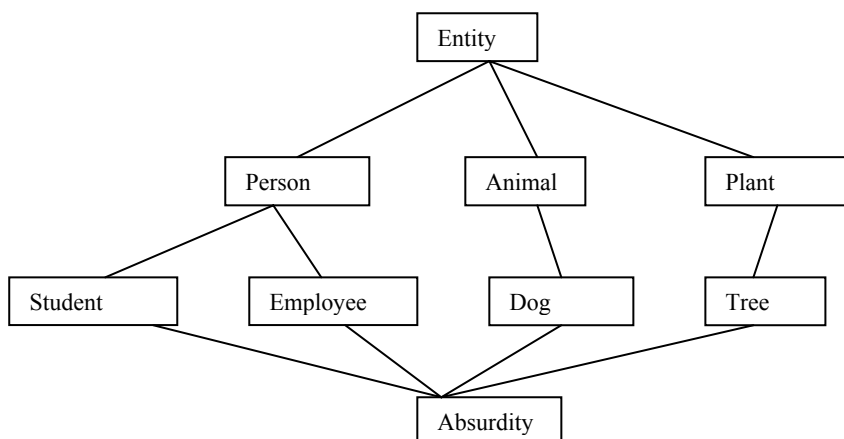 Entity
Person
Animal
Plant
Student
Employee
Dog
Tree
Absurdity